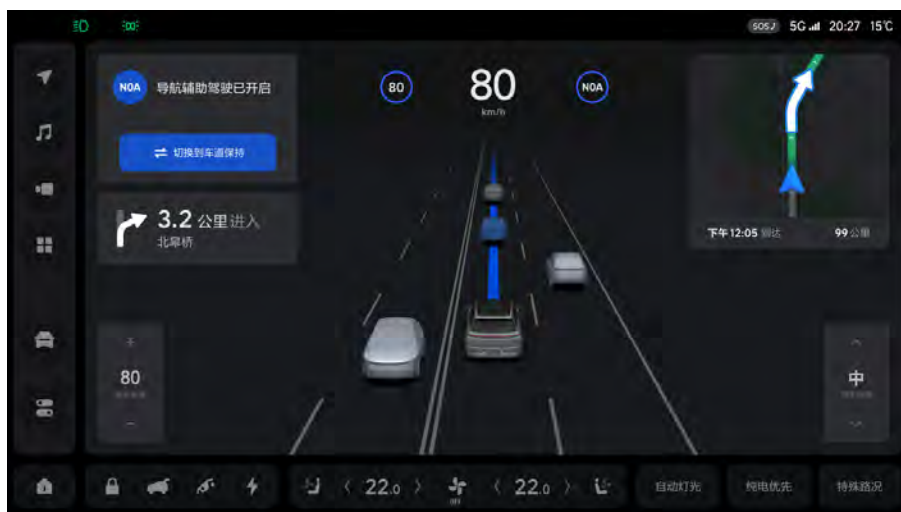 SOS
5G
20:27
15℃
NOA
导航辅助驾驶已开启
切换到车道保持
3.2 公里进入
北皋桥
80
80
km/h
NOA
下午12:05 到达
99 公里
80
中
22.0
OFF
22.0
自动灯光
纯电优先
特殊路况